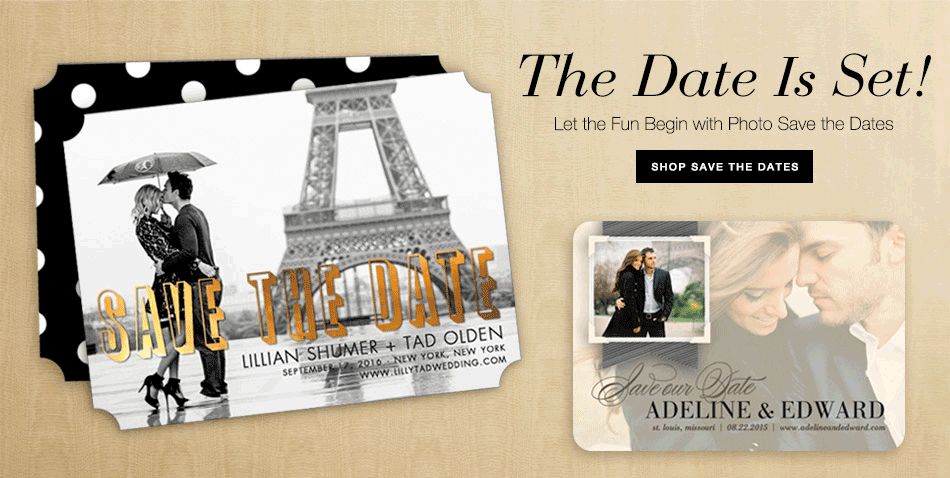 The Date Is Set!
Let the Fun Begin with Photo Save the Dates
SHOP SAVE THE DATES
SAVE THE DATE
LILLIAN SHUMER + TAD OLDEN
SEPTEMBER 17, 2016 - NEW YORK, NEW YORK
WWW.LILLYTADWEDDING.COM
Save our Date
ADELINE & EDWARD
st. louis, missouri | 08.22.2015 | www.adelineandedward.com